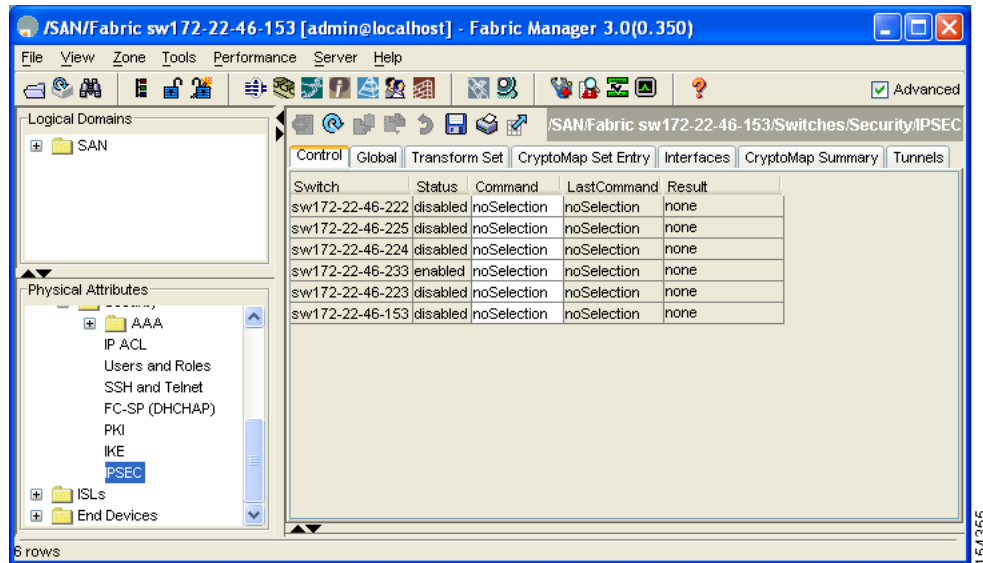 /SAN/Fabric sw172-22-46-153 [admin@localhost] - Fabric Manager 3.0(0.350)
File View Zone Tools Performance Server Help
Advanced
Logical Domains
SAN
/SAN/Fabric sw172-22-46-153/Switches/Security/IPSEC
Control Global Transform Set CryptoMap Set Entry Interfaces CryptoMap Summary Tunnels
Switch Status Command LastCommand Result
sw172-22-46-222 disabled noSelection noSelection none
sw172-22-46-225 disabled noSelection noSelection none
sw172-22-46-224 disabled noSelection noSelection none
sw172-22-46-233 enabled noSelection noSelection none
sw172-22-46-223 disabled noSelection noSelection none
sw172-22-46-153 disabled noSelection noSelection none
Physical Attributes
AAA
IP ACL
Users and Roles
SSH and Telnet
FC-SP (DHCHAP)
PKI
IKE
IPSEC
ISLs
End Devices
6 rows
154355